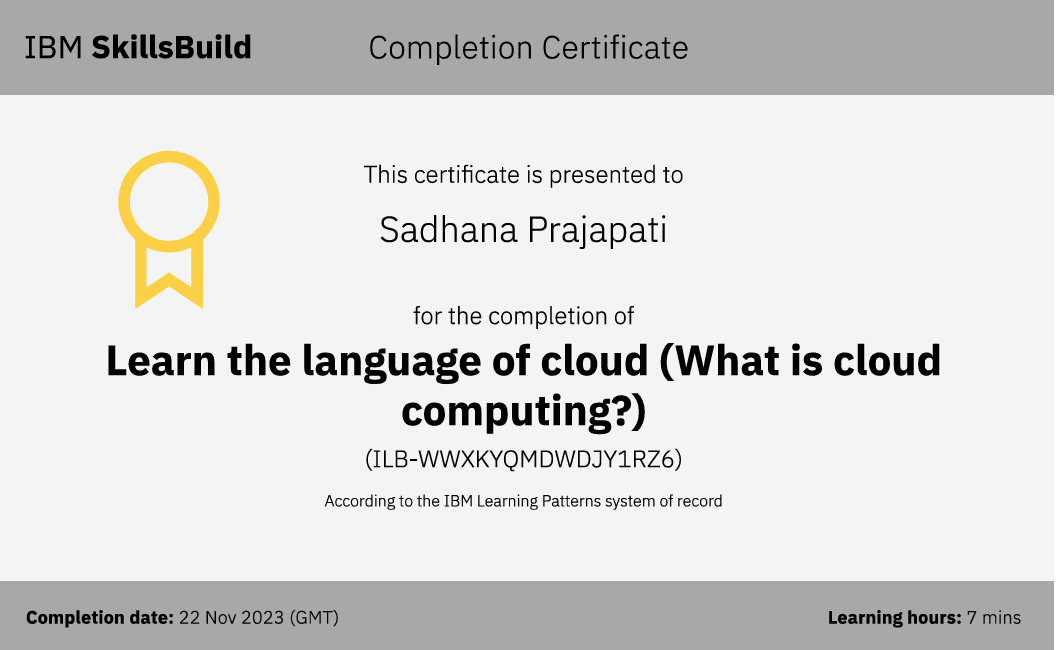 IBM SkillsBuild
Completion Certificate
This certificate is presented to
Sadhana Prajapati
for the completion of
Learn the language of cloud (What is cloud
computing?)
(ILB-WWXKYQMDWDJY1RZ6)
According to the IBM Learning Patterns system of record
Completion date: 22 Nov 2023 (GMT)
Learning hours: 7 mins